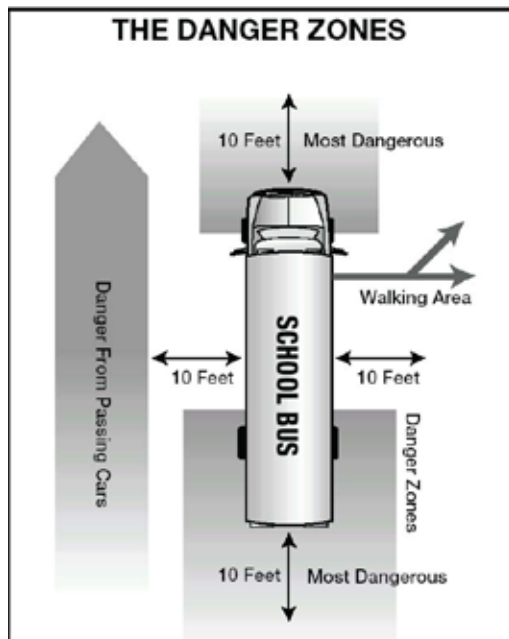 THE DANGER ZONES
10 Feet
Most Dangerous
Walking Area
Danger From Passing Cars
SCHOOL BUS
10 Feet
10 Feet
Danger Zones
10 Feet
Most Dangerous